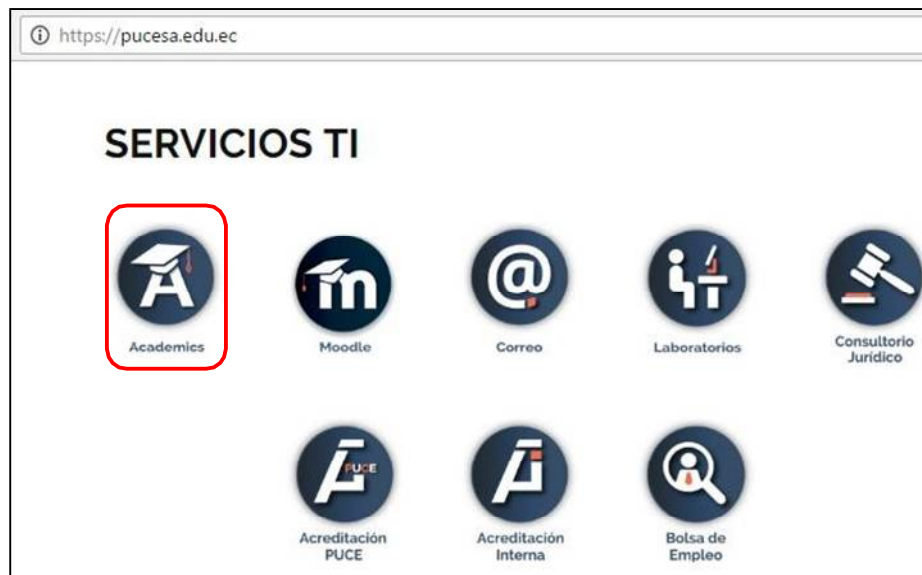 https://pucesa.edu.ec
SERVICIOS TI
Academics
Moodle
Correo
Laboratorios
Consultorio
Jurídico
PUCE
Acreditación
PUCE
Acreditación
Interna
Bolsa de
Empleo